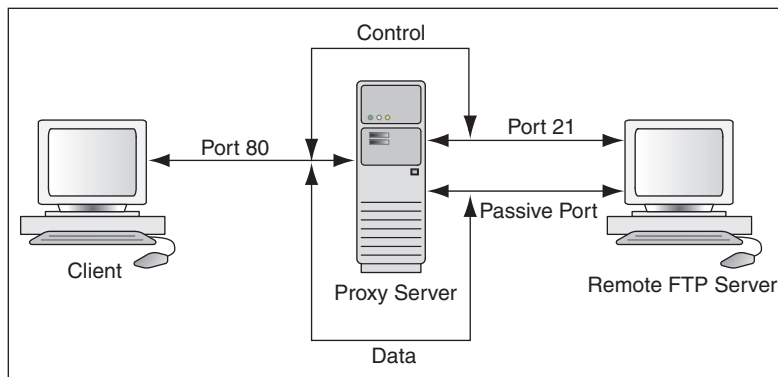 Control
Port 80
Port 21
Passive Port
Client
Proxy Server
Remote FTP Server
Data